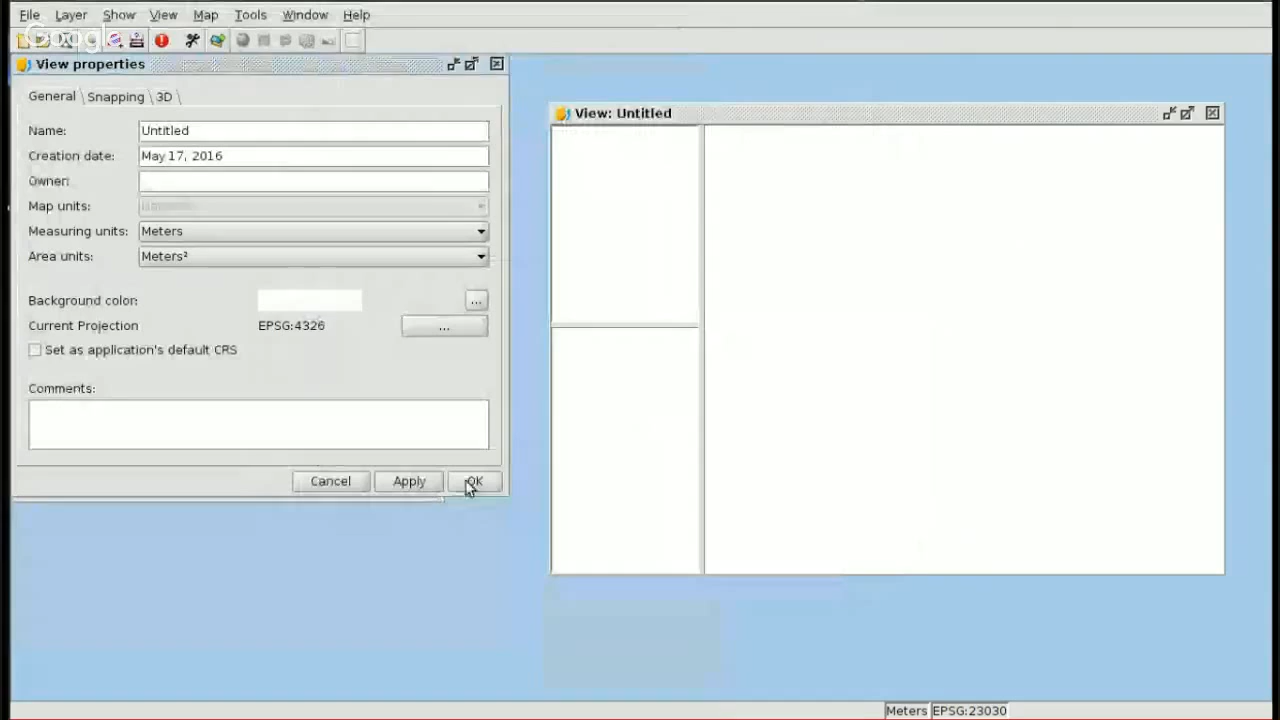 File Layer Show View Map Tools Window Help
Google
View properties
General Snapping 3D
Name: Untitled
Creation date: May 17, 2016
Owner:
Map units:
Measuring units: Meters
Area units: Meters²
Background color: ...
Current Projection EPSG:4326 ...
Set as application's default CRS
Comments:
Cancel Apply OK
View: Untitled
Meters EPSG:23030